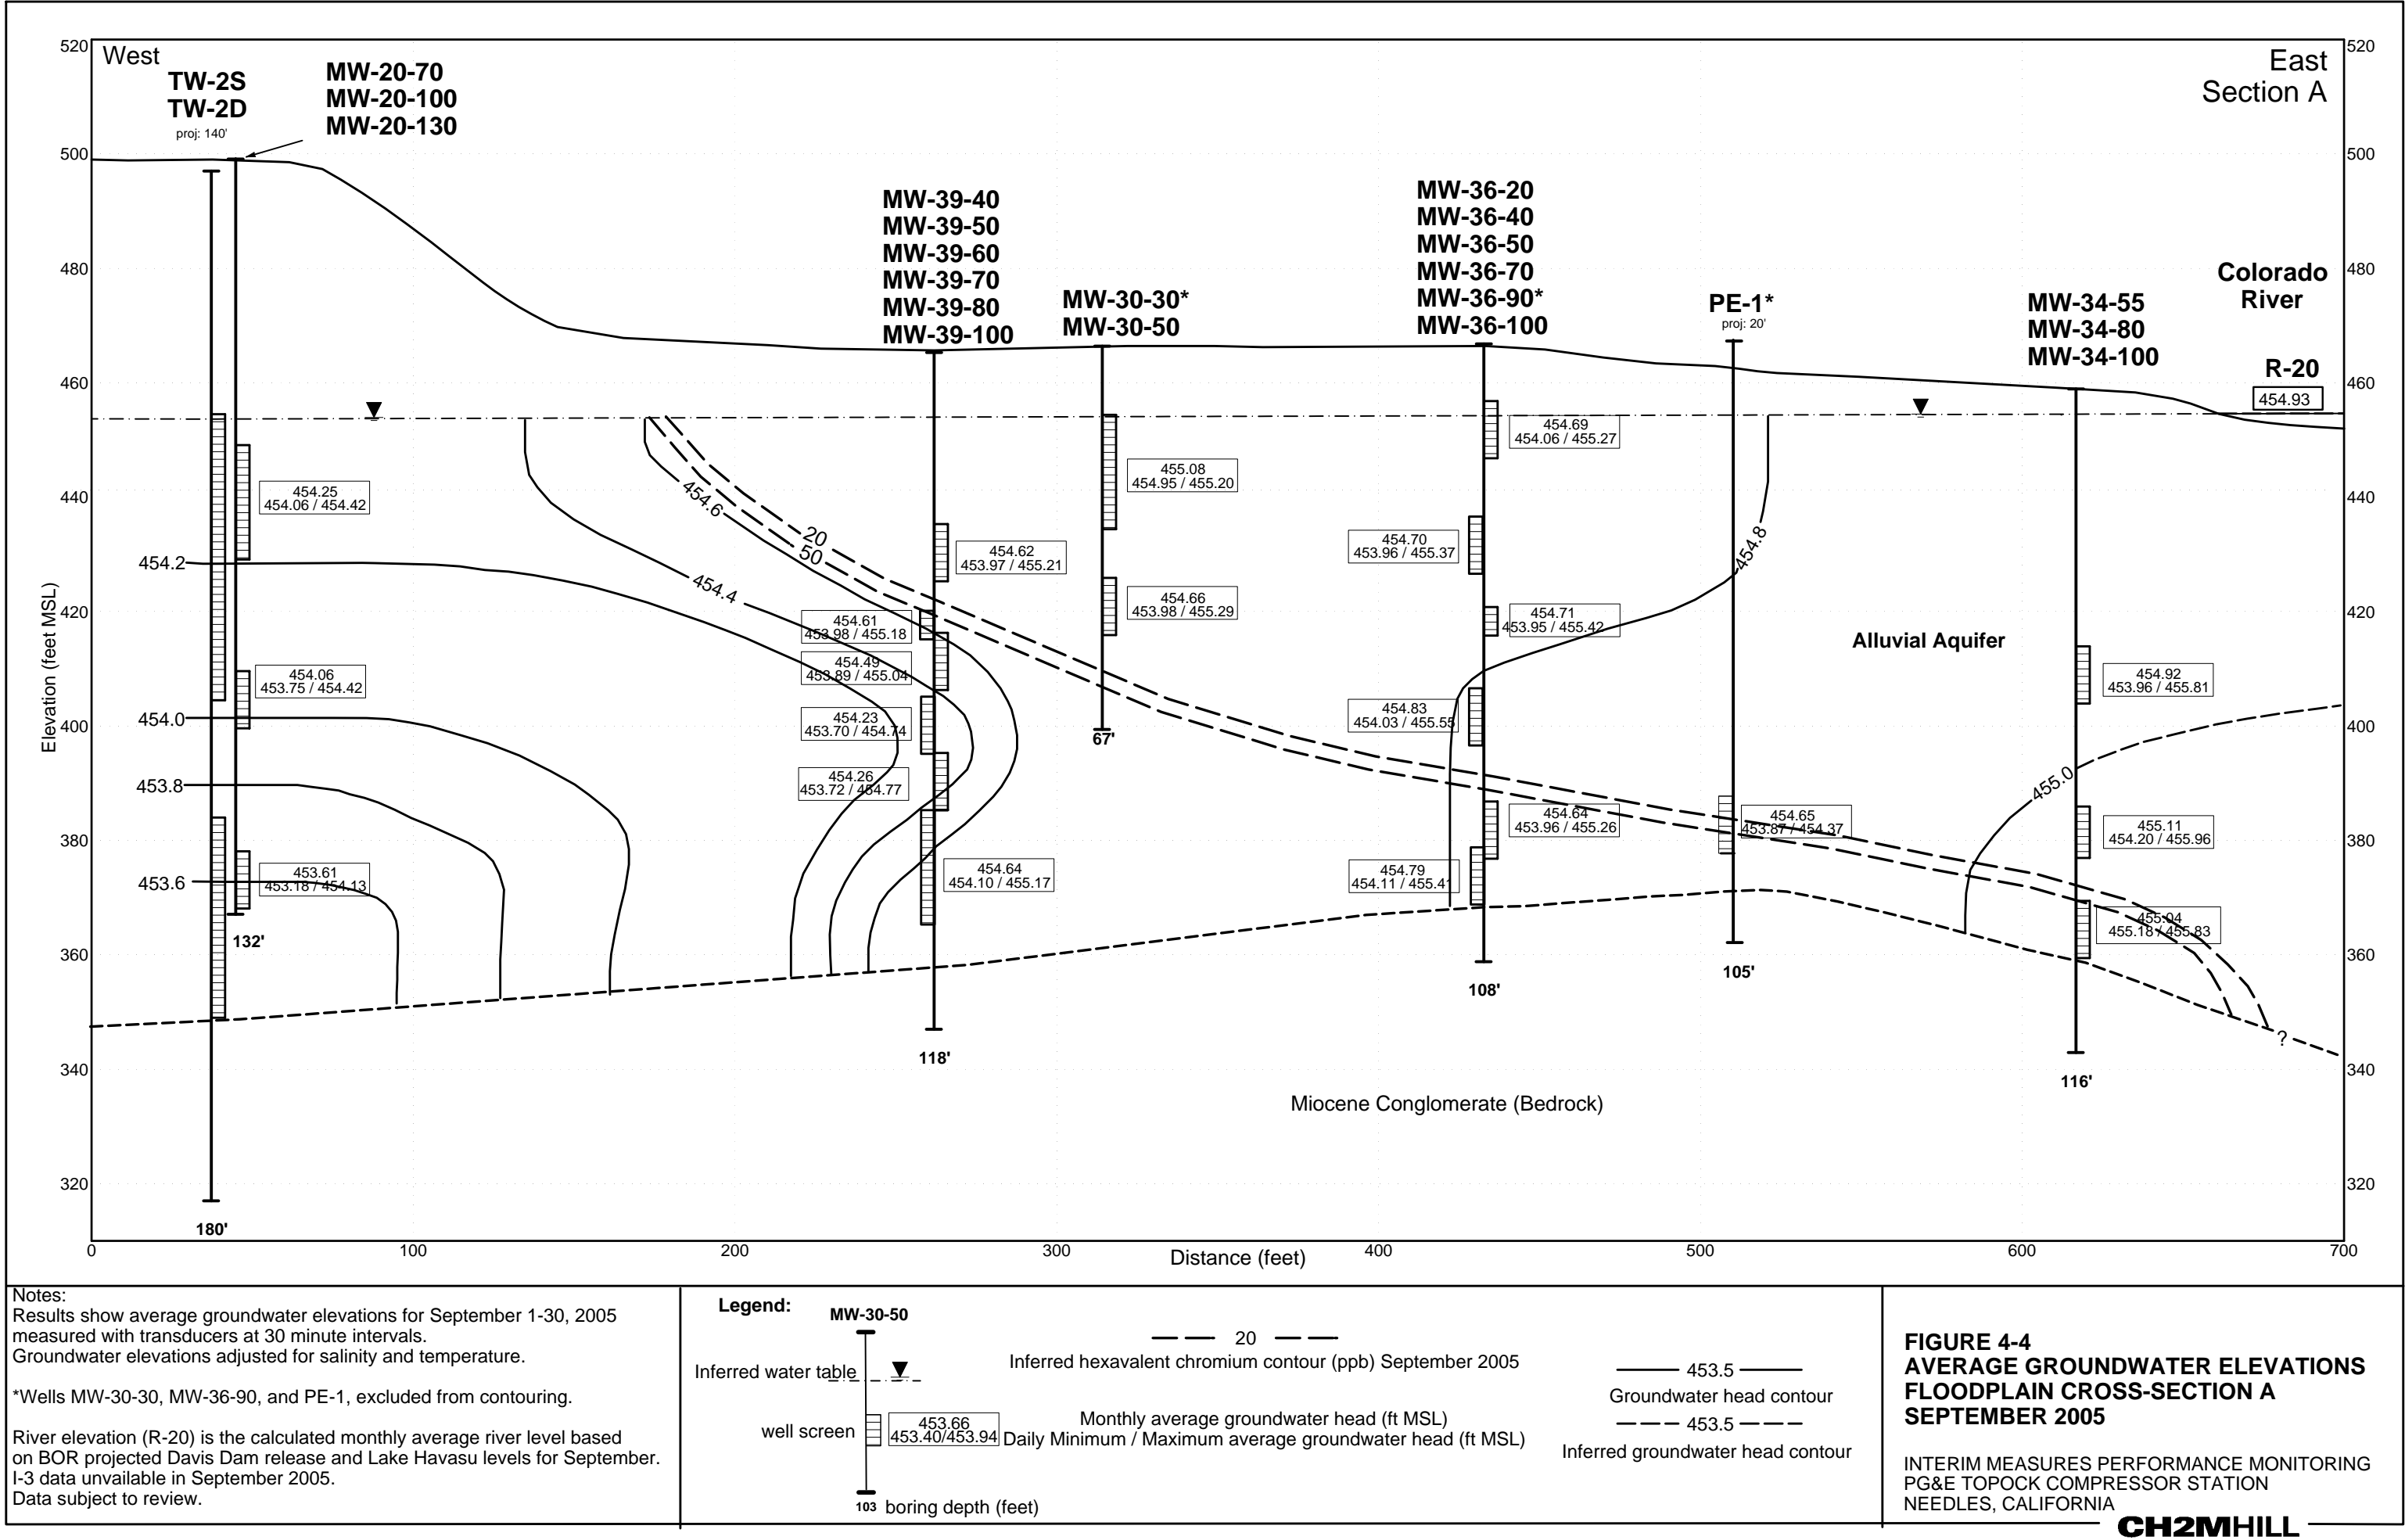 520
520
West
East
Section A
TW-2S
TW-2D
proj: 140'
MW-20-70
MW-20-100
MW-20-130
500
500
MW-39-40
MW-39-50
MW-39-60
MW-39-70
MW-39-80
MW-39-100
MW-30-30*
MW-30-50
MW-36-20
MW-36-40
MW-36-50
MW-36-70
MW-36-90*
MW-36-100
PE-1*
proj: 20'
MW-34-55
MW-34-80
MW-34-100
Colorado
River
R-20
454.93
480
480
460
460
440
440
420
420
400
400
380
380
360
360
340
340
320
320
Elevation (feet MSL)
454.25
454.06 / 454.42
454.06
453.75 / 454.42
453.61
453.18 / 454.13
454.2
454.0
453.8
453.6
454.4
454.6
20
50
454.62
453.97 / 455.21
454.61
453.98 / 455.18
454.49
453.89 / 455.04
454.23
453.70 / 454.74
454.26
453.72 / 454.77
454.64
454.10 / 455.17
455.08
454.95 / 455.20
454.66
453.98 / 455.29
454.69
454.06 / 455.27
454.70
453.96 / 455.37
454.71
453.95 / 455.42
454.83
454.03 / 455.55
454.64
453.96 / 455.26
454.79
454.11 / 455.41
454.8
454.65
453.87 / 454.37
Alluvial Aquifer
454.92
453.96 / 455.81
455.0
455.11
454.20 / 455.96
455.04
455.18 / 455.83
?
132'
180'
118'
67'
108'
105'
116'
Miocene Conglomerate (Bedrock)
0
100
200
300
400
500
600
700
Distance (feet)
Notes:
Results show average groundwater elevations for September 1-30, 2005
measured with transducers at 30 minute intervals.
Groundwater elevations adjusted for salinity and temperature.
*Wells MW-30-30, MW-36-90, and PE-1, excluded from contouring.
River elevation (R-20) is the calculated monthly average river level based
on BOR projected Davis Dam release and Lake Havasu levels for September.
I-3 data unvailable in September 2005.
Data subject to review.
Legend:
MW-30-50
Inferred water table
well screen
453.66
453.40/453.94
103 boring depth (feet)
20
Inferred hexavalent chromium contour (ppb) September 2005
Monthly average groundwater head (ft MSL)
Daily Minimum / Maximum average groundwater head (ft MSL)
453.5
Groundwater head contour
453.5
Inferred groundwater head contour
FIGURE 4-4
AVERAGE GROUNDWATER ELEVATIONS
FLOODPLAIN CROSS-SECTION A
SEPTEMBER 2005
INTERIM MEASURES PERFORMANCE MONITORING
PG&E TOPOCK COMPRESSOR STATION
NEEDLES, CALIFORNIA
CH2MHILL